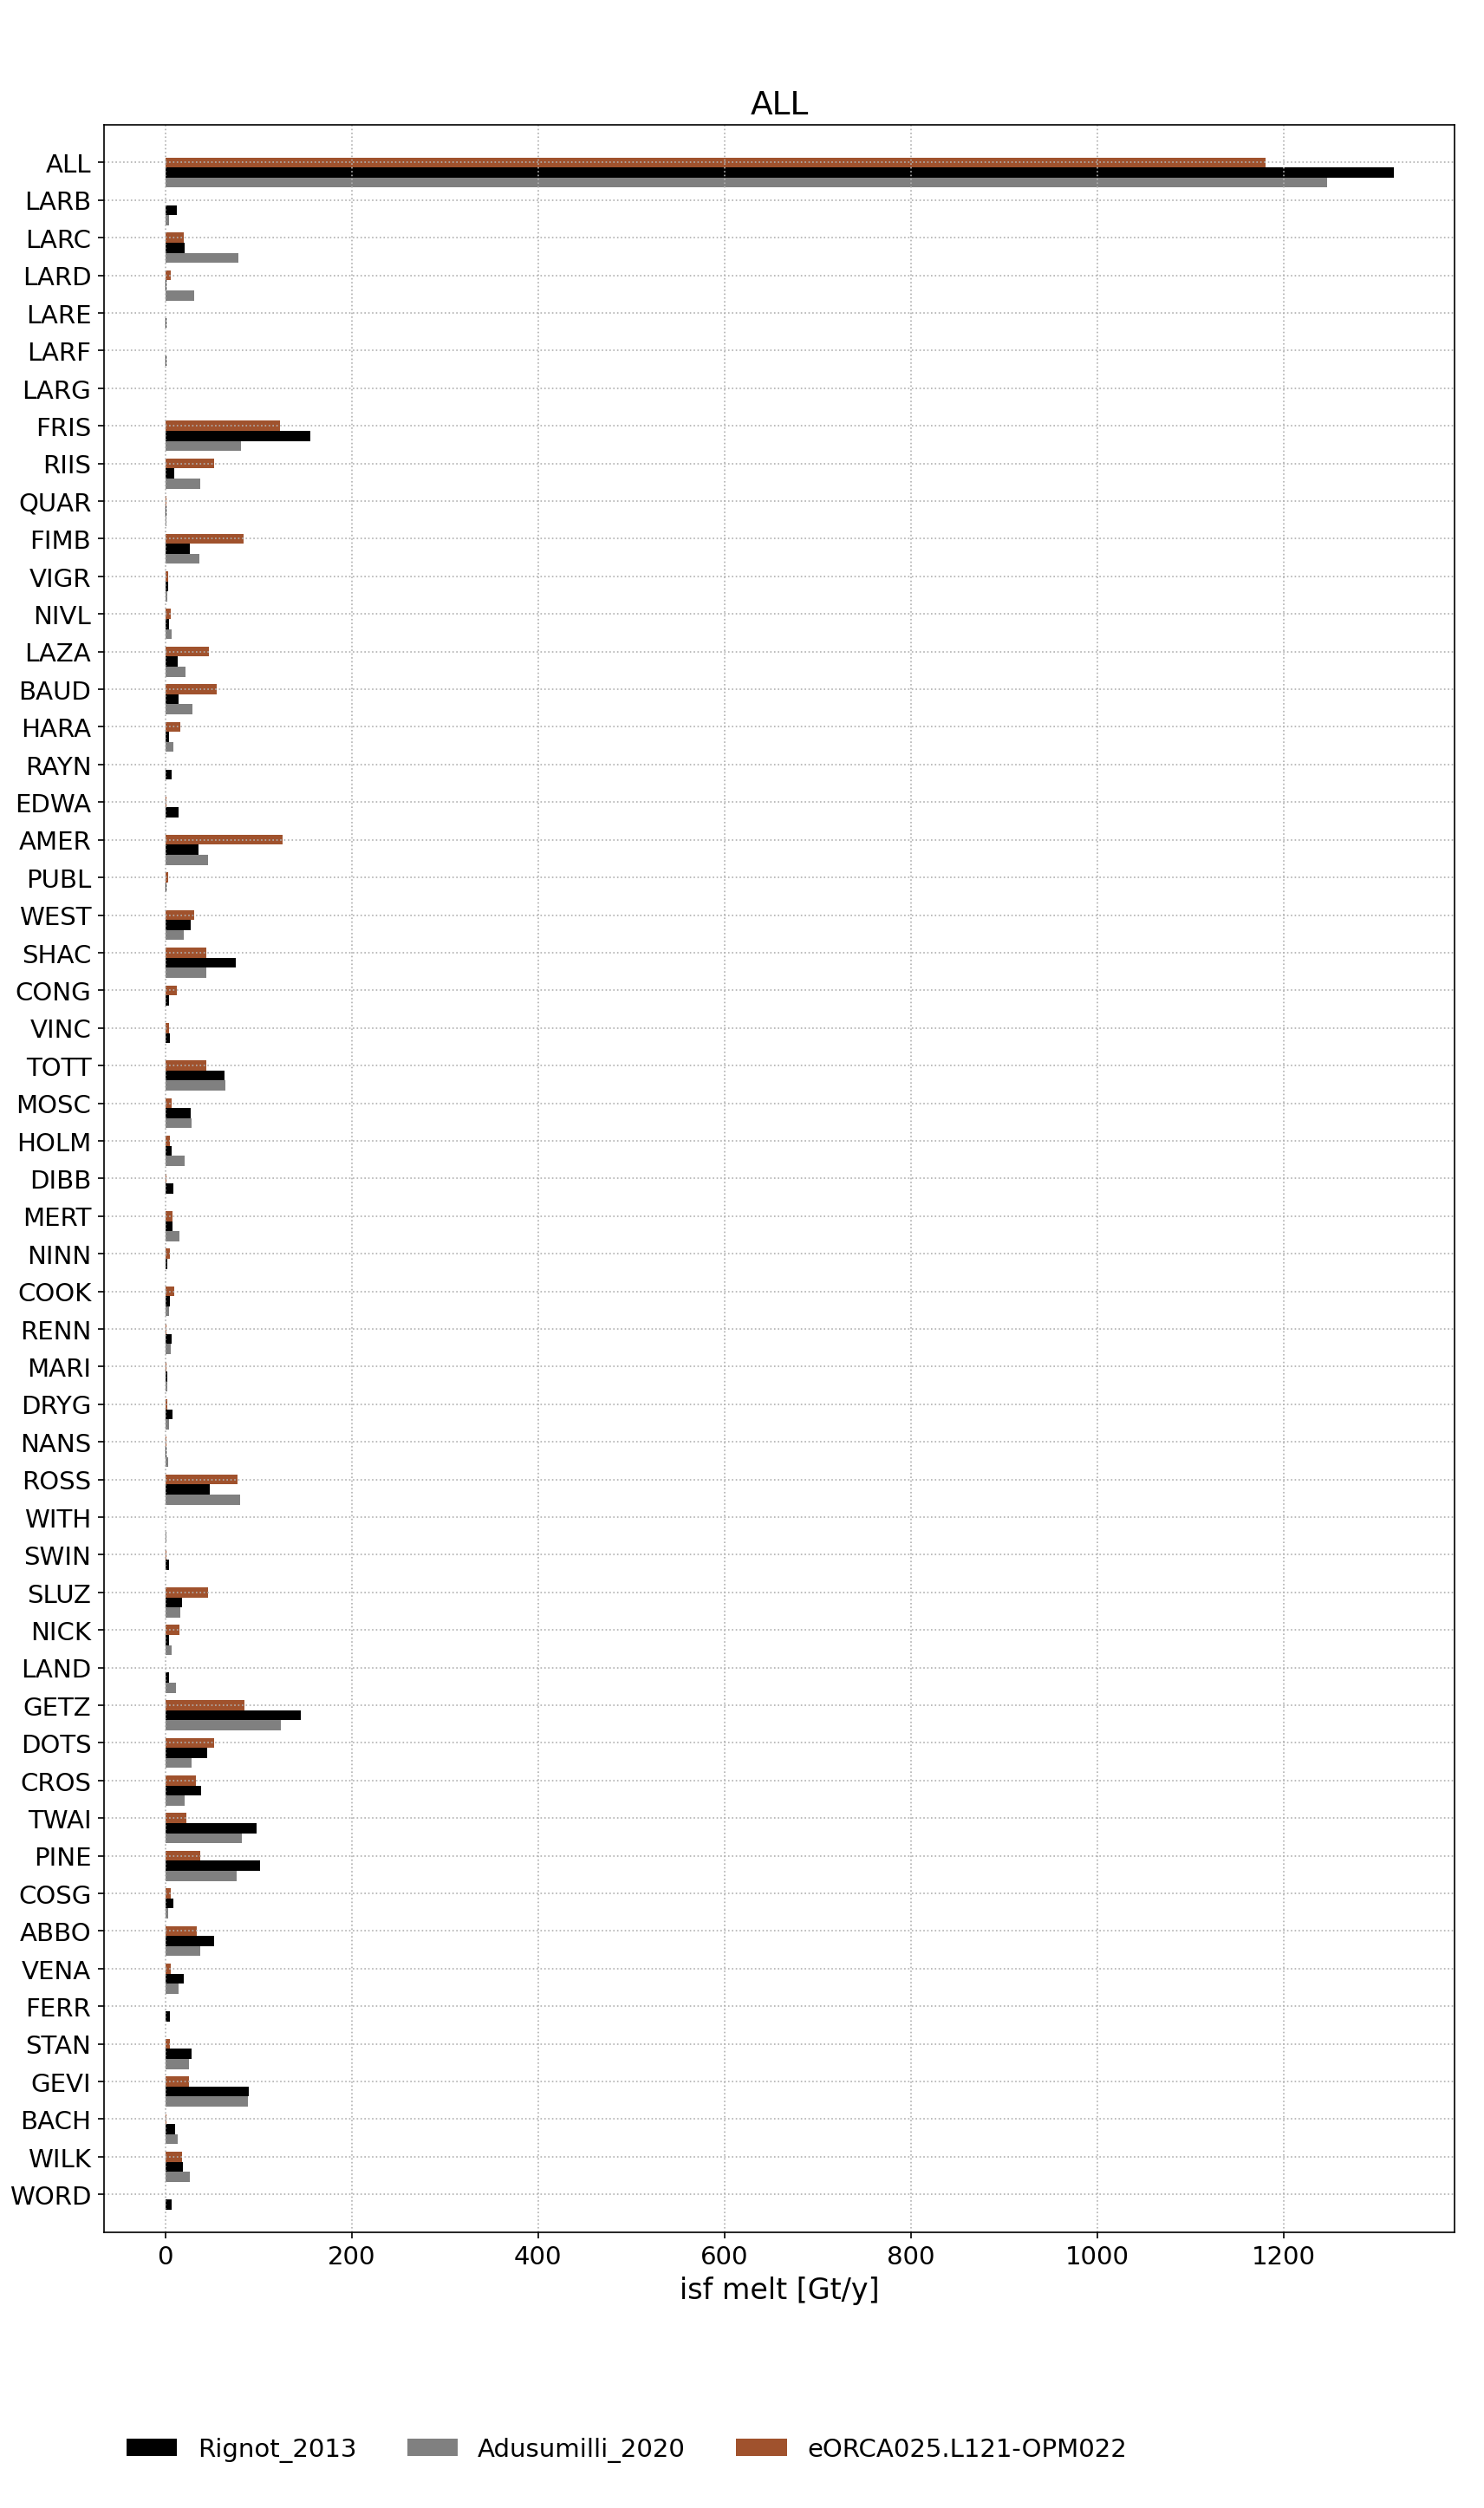 ALL
ALL
LARB
LARC
LARD
LARE
LARF
LARG
FRIS
RIIS
QUAR
FIMB
VIGR
NIVL
LAZA
BAUD
HARA
RAYN
EDWA
AMER
PUBL
WEST
SHAC
CONG
VINC
TOTT
MOSC
HOLM
DIBB
MERT
NINN
COOK
RENN
MARI
DRYG
NANS
ROSS
WITH
SWIN
SLUZ
NICK
LAND
GETZ
DOTS
CROS
TWAI
PINE
COSG
ABBO
VENA
FERR
STAN
GEVI
BACH
WILK
WORD
0 200 400 600 800 1000 1200
isf melt [Gt/y]
Rignot_2013 Adusumilli_2020 eORCA025.L121-OPM022